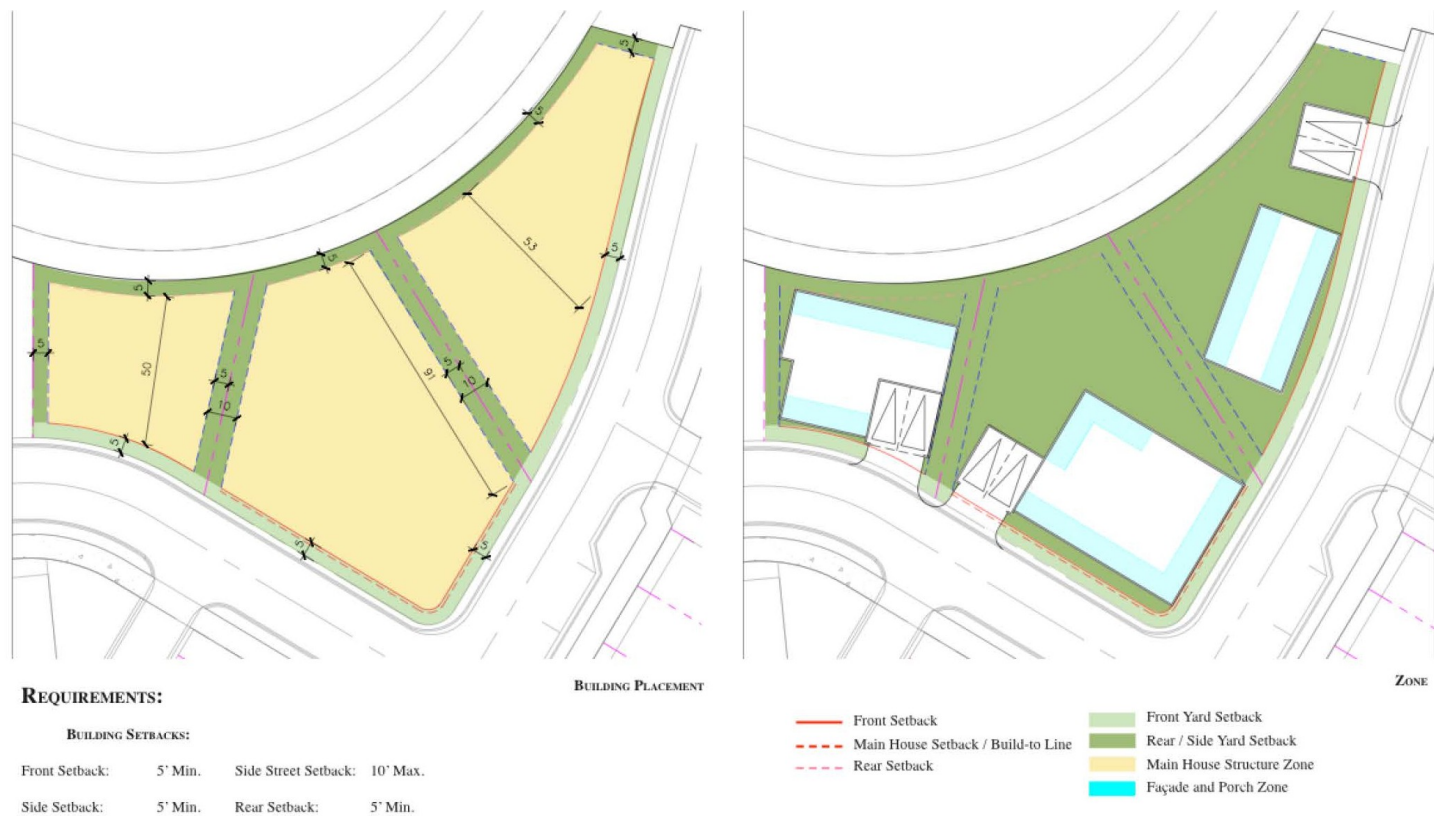 5
5
53
5
5
5
5
50
91
5
10
5
5
10
5
5
5
BUILDING PLACEMENT
ZONE
REQUIREMENTS:
BUILDING SETBACKS:
Front Setback: 5' Min. Side Street Setback: 10' Max.
Side Setback: 5' Min. Rear Setback: 5' Min.
Front Setback
Main House Setback / Build-to Line
Rear Setback
Front Yard Setback
Rear / Side Yard Setback
Main House Structure Zone
Façade and Porch Zone